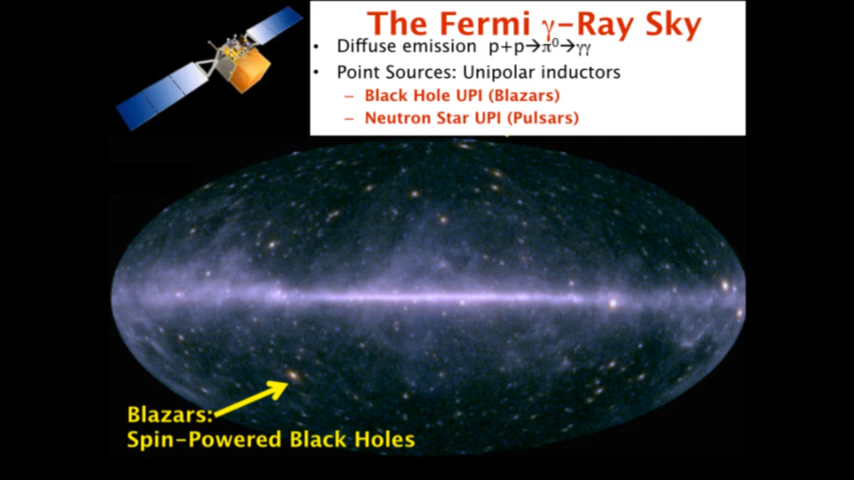 The Fermi γ-Ray Sky
• Diffuse emission p+p→π⁰→γγ
• Point Sources: Unipolar inductors
– Black Hole UPI (Blazars)
– Neutron Star UPI (Pulsars)
Blazars:
Spin-Powered Black Holes